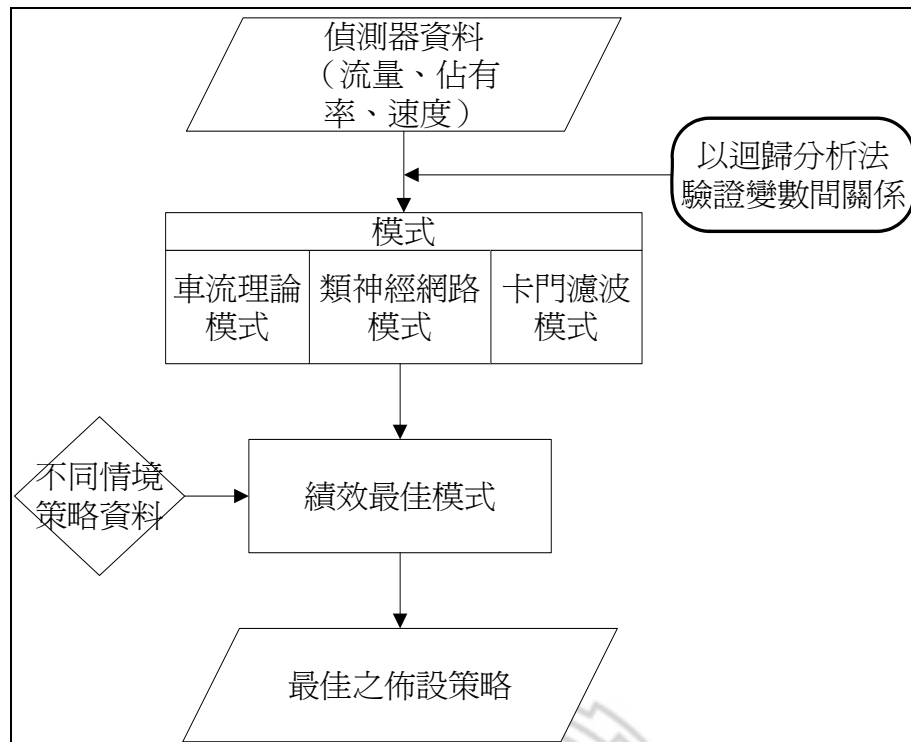 偵測器資料
（流量、佔有
率、速度）
以迴歸分析法
驗證變數間關係
模式
車流理論
模式
類神經網路
模式
卡門濾波
模式
不同情境
策略資料
績效最佳模式
最佳之佈設策略